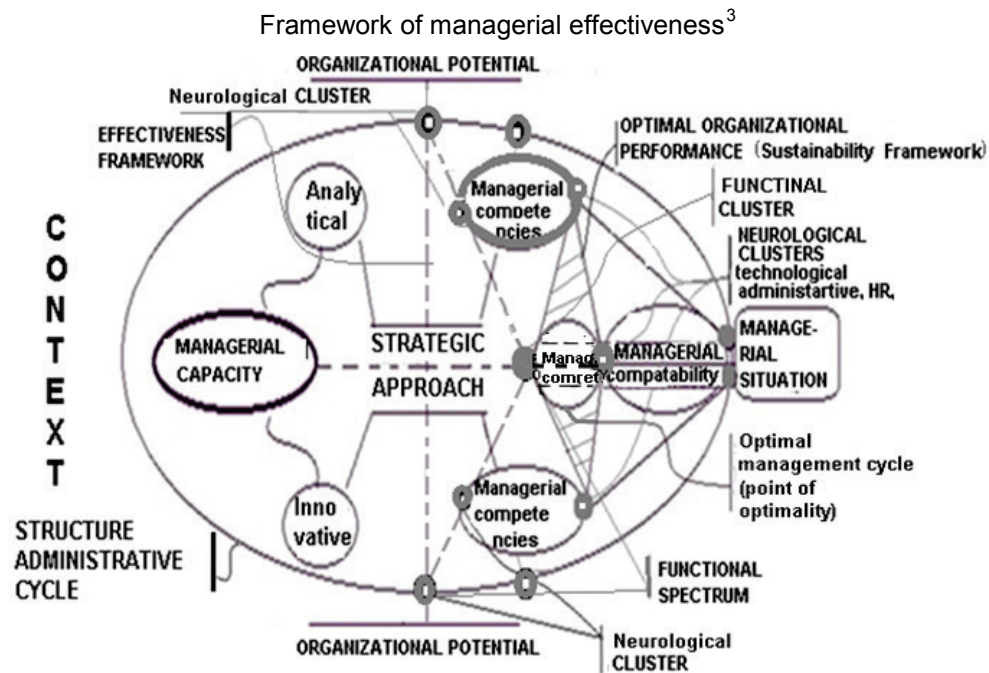 Framework of managerial effectiveness3
ORGANIZATIONAL POTENTIAL
Neurological CLUSTER
EFFECTIVENESS
FRAMEWORK
OPTIMAL ORGANIZATIONAL
PERFORMANCE (Sustainability Framework)
Analy
tical
Managerial
compete
ncies
FUNCTINAL
CLUSTER
NEUROLOGICAL
CLUSTERS
technological
administartive, HR,
CONTEXT
MANAGERIAL
CAPACITY
STRATEGIC
APPROACH
Manag
MANAGERIAL
compatability
MANAGE-
RIAL
SITUATION
Optimal
management cycle
(point of
optimality)
Inno
vative
Managerial
compete
ncies
STRUCTURE
ADMINISTRATIVE
CYCLE
FUNCTIONAL
SPECTRUM
ORGANIZATIONAL POTENTIAL
Neurological
CLUSTER